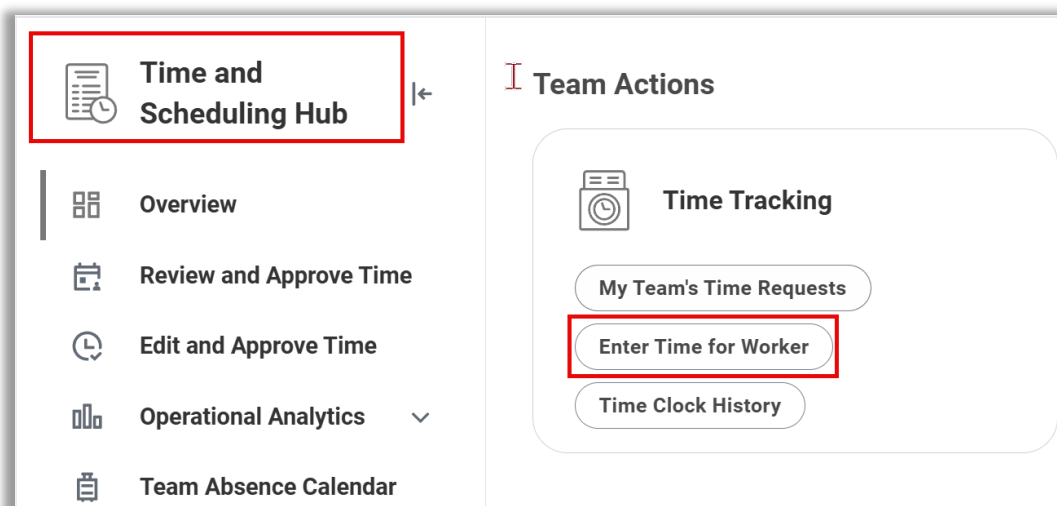 Time and
Scheduling Hub
Overview
Review and Approve Time
Edit and Approve Time
Operational Analytics
Team Absence Calendar
Team Actions
Time Tracking
My Team's Time Requests
Enter Time for Worker
Time Clock History